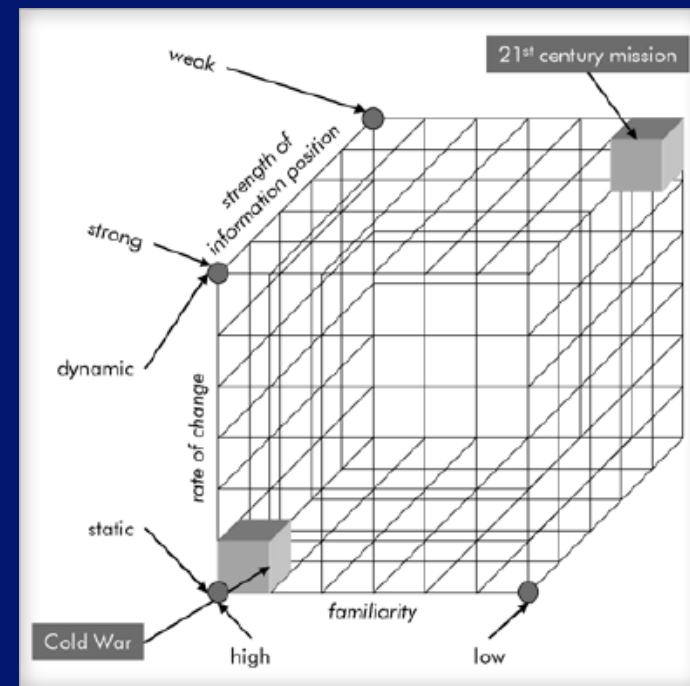 weak
21st century mission
strength of
information position
strong
dynamic
rate of change
static
familiarity
Cold War
high
low